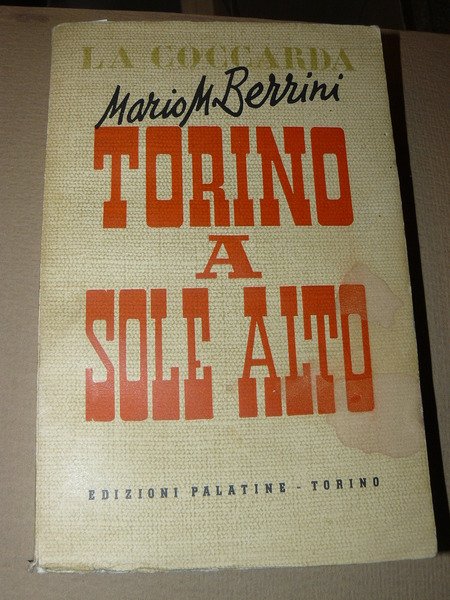 LA COCCARDA
Mario M Berrini
TORINO
A
SOLE ALTO
EDIZIONI PALATINE - TORINO